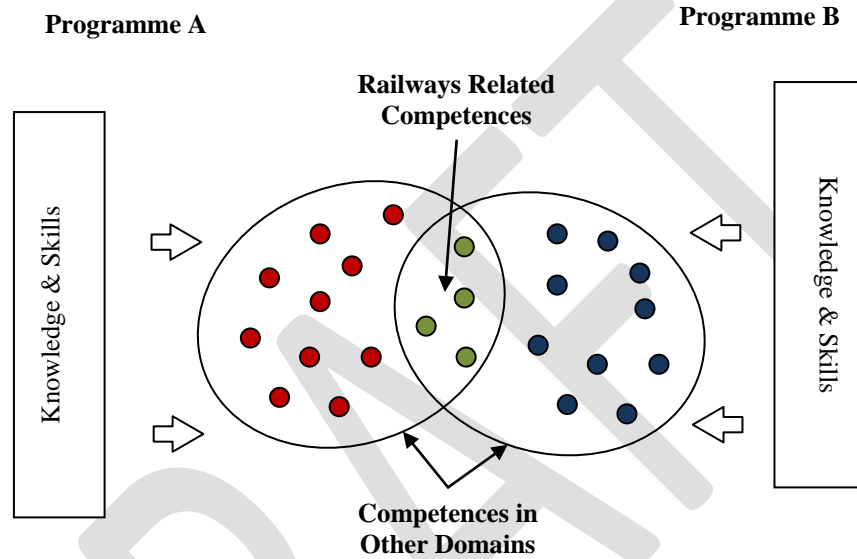 Programme A
Programme B
Railways Related
Competences
Knowledge & Skills
Knowledge & Skills
Competences in
Other Domains
DRAFT